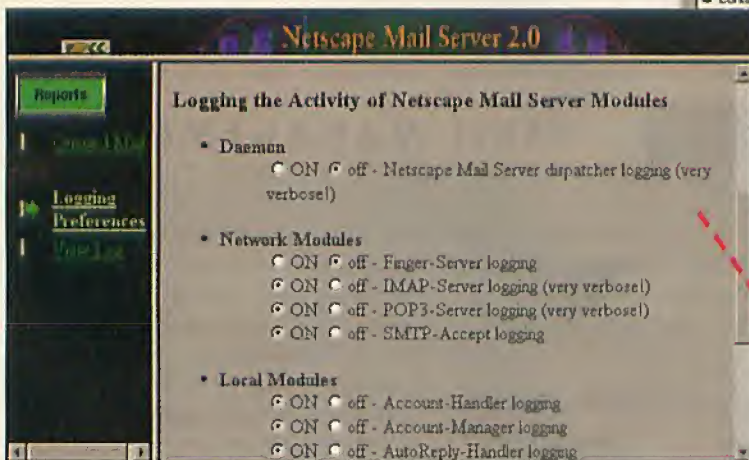 Netscape Mail Server 2.0
Reports
Logging
Preferences
Logging the Activity of Netscape Mail Server Modules
• Daemon
ON off - Netscape Mail Server dispatcher logging (very
verbose!)
• Network Modules
ON off - Finger-Server logging
ON off - IMAP-Server logging (very verbose!)
ON off - POP3-Server logging (very verbose!)
ON off - SMTP-Accept logging
• Local Modules
ON off - Account-Handler logging
ON off - Account-Manager logging
ON off - AutoReply-Handler logging